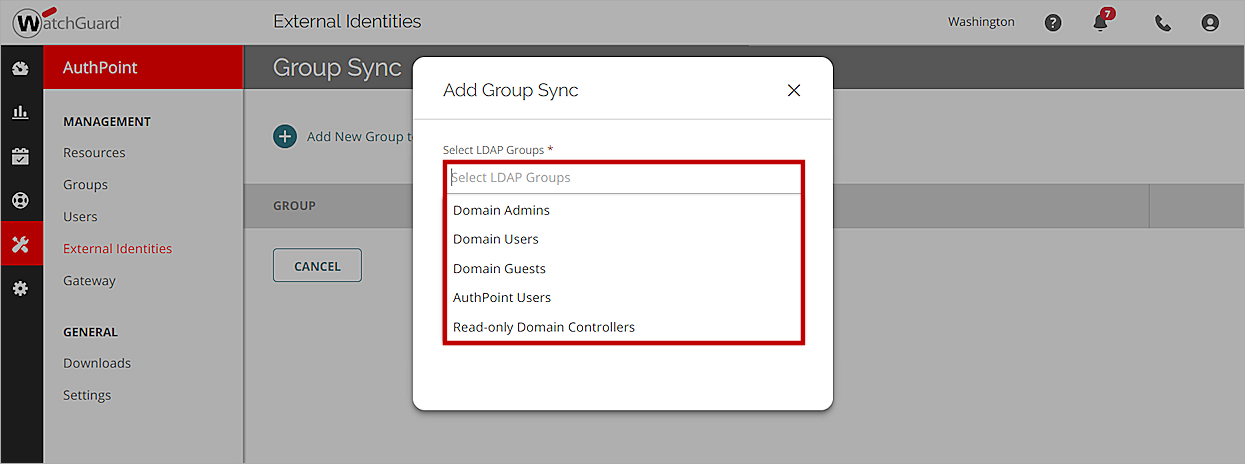 WatchGuard
External Identities
Washington
?
7
AuthPoint
Group Sync
MANAGEMENT
Resources
Groups
Users
External Identities
Gateway
GENERAL
Downloads
Settings
Add New Group t
GROUP
CANCEL
Add Group Sync
Select LDAP Groups *
Select LDAP Groups
Domain Admins
Domain Users
Domain Guests
AuthPoint Users
Read-only Domain Controllers